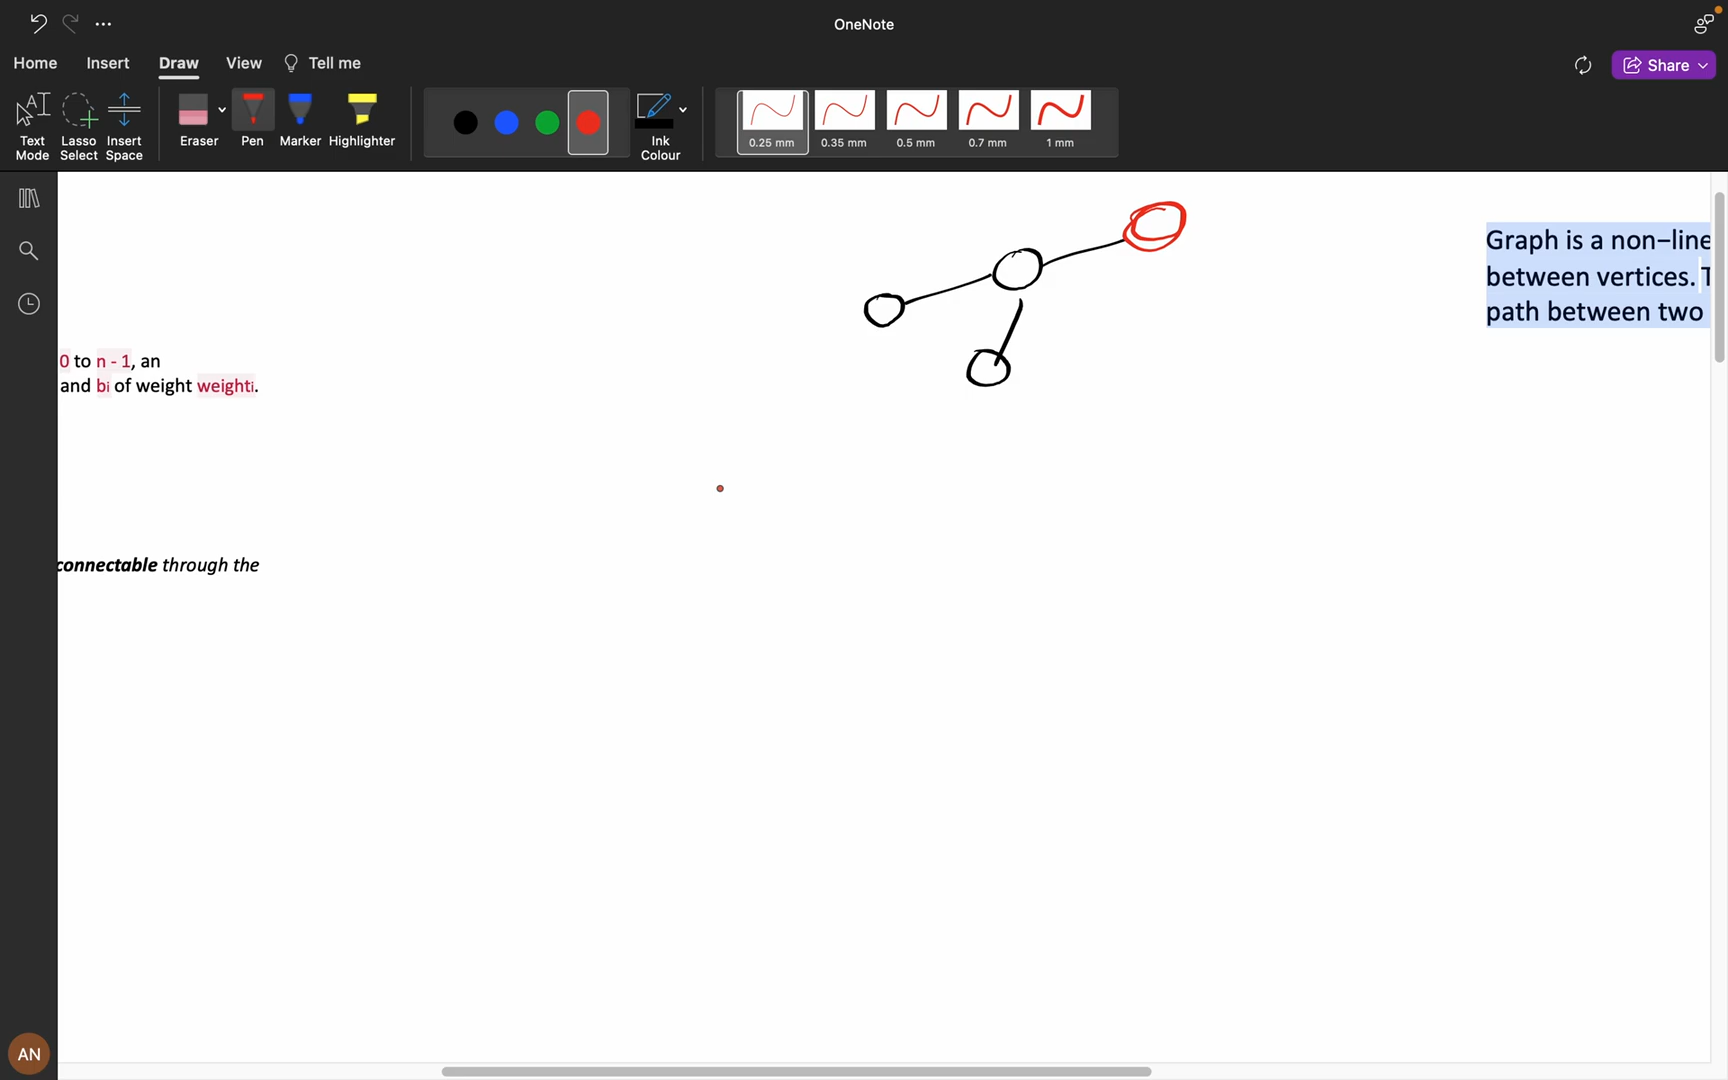 OneNote
Home Insert Draw View Tell me
Share
Text Mode
Lasso Select
Insert Space
Eraser
Pen
Marker
Highlighter
Ink Colour
0.25 mm
0.35 mm
0.5 mm
0.7 mm
1 mm
Graph is a non-line
between vertices. T
path between two
0 to n - 1, an
and bi of weight weighti.
connectable through the
AN